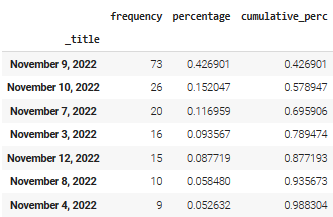 frequency percentage cumulative_perc
_title
November 9, 2022 73 0.426901 0.426901
November 10, 2022 26 0.152047 0.578947
November 7, 2022 20 0.116959 0.695906
November 3, 2022 16 0.093567 0.789474
November 12, 2022 15 0.087719 0.877193
November 8, 2022 10 0.058480 0.935673
November 4, 2022 9 0.052632 0.988304